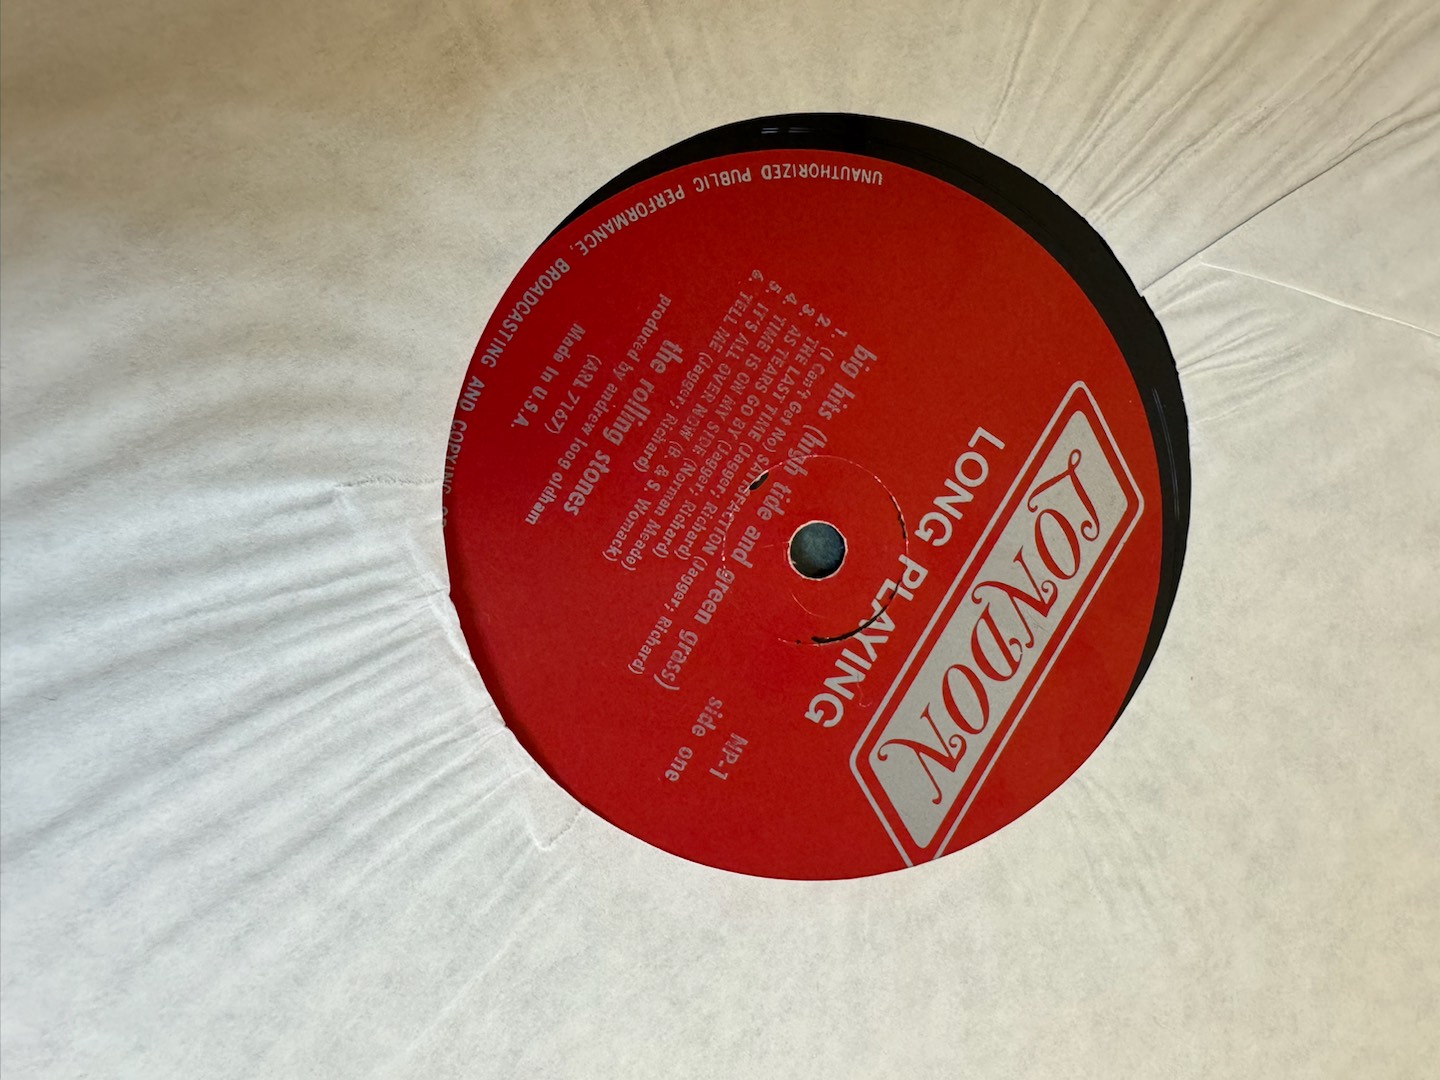 LONDON
LONG PLAYING
MP-1
side one
big hits (high tide and green grass)
1. (I Can't Get No) SATISFACTION (Jagger; Richard)
2. THE LAST TIME (Jagger; Richard)
3. AS TEARS GO BY (Jagger; Richard)
4. TIME IS ON MY SIDE (Norman Meade)
5. IT'S ALL OVER NOW (B. & S. Womack)
6. TELL ME (Jagger; Richard)
the rolling stones
produced by andrew loog oldham
(ARL 7187)
Made in U.S.A.
UNAUTHORIZED PUBLIC PERFORMANCE, BROADCASTING AND COPYING